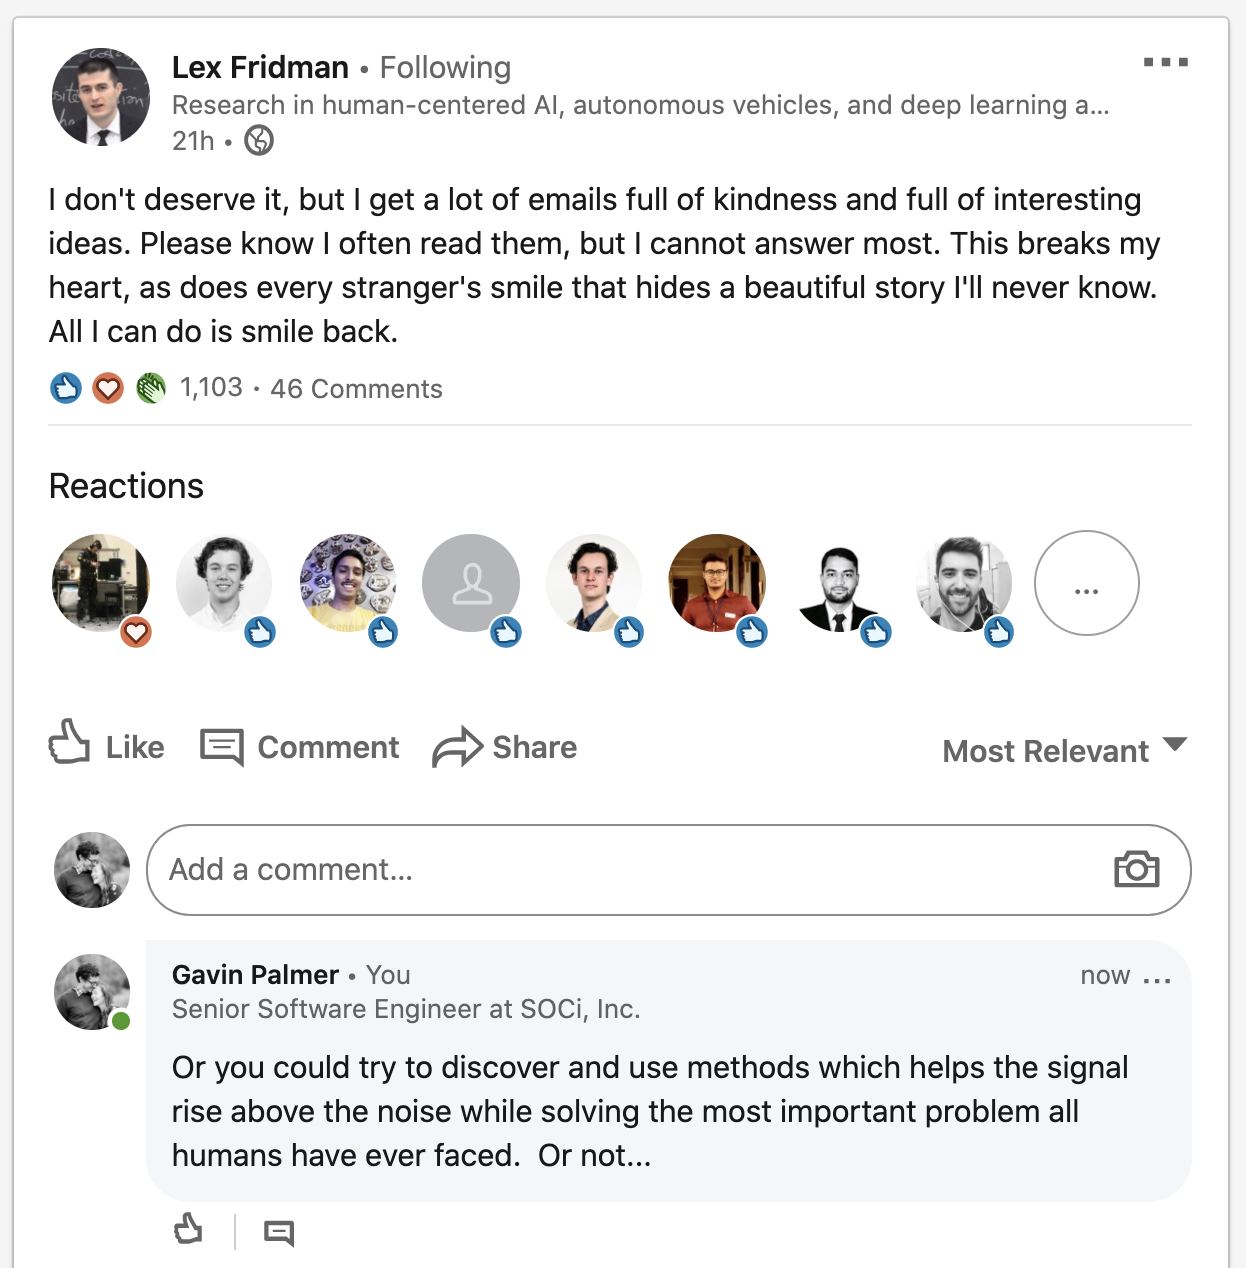 Lex Fridman • Following
Research in human-centered AI, autonomous vehicles, and deep learning a...
21h •
I don't deserve it, but I get a lot of emails full of kindness and full of interesting
ideas. Please know I often read them, but I cannot answer most. This breaks my
heart, as does every stranger's smile that hides a beautiful story I'll never know.
All I can do is smile back.
1,103 · 46 Comments
Reactions
...
Like Comment Share Most Relevant
Add a comment...
Gavin Palmer • You now ...
Senior Software Engineer at SOCi, Inc.
Or you could try to discover and use methods which helps the signal
rise above the noise while solving the most important problem all
humans have ever faced.  Or not...